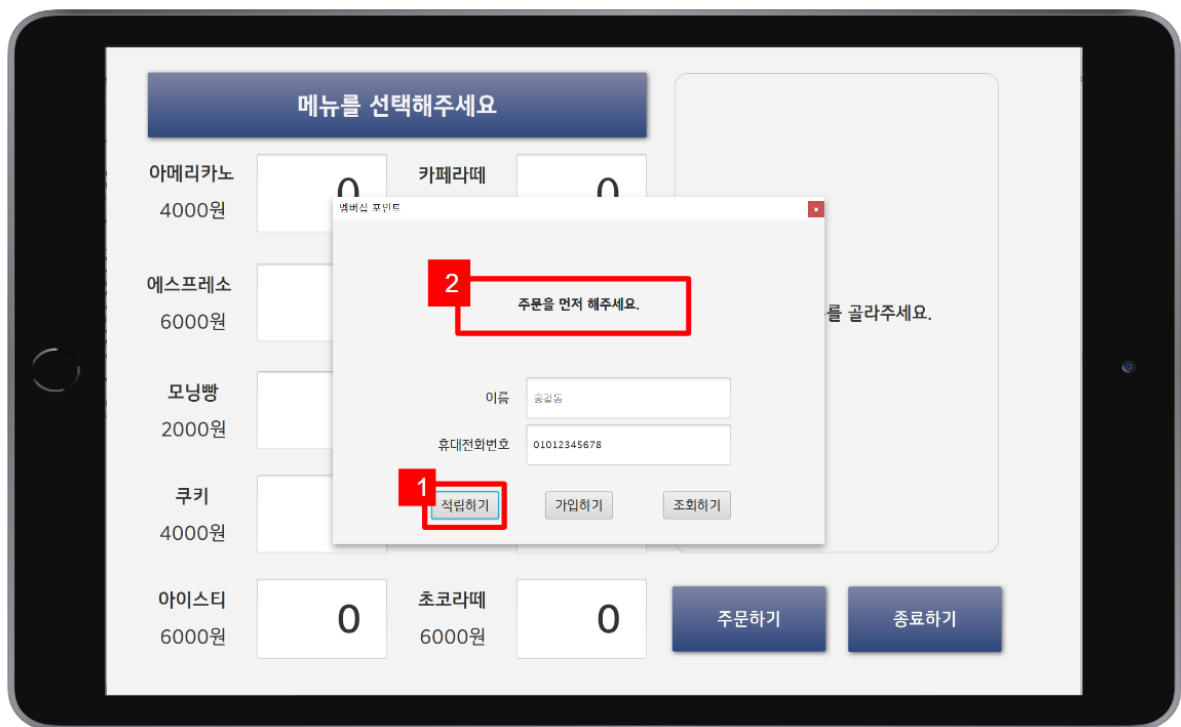 메뉴를 선택해주세요
아메리카노
4000원
0
카페라떼
0
에스프레소
6000원
모닝빵
2000원
쿠키
4000원
아이스티
6000원
0
초코라떼
6000원
0
멤버십 포인트
x
2
주문을 먼저 해주세요.
이름
홍길동
휴대전화번호
01012345678
1
적립하기
가입하기
조회하기
를 골라주세요.
주문하기
종료하기